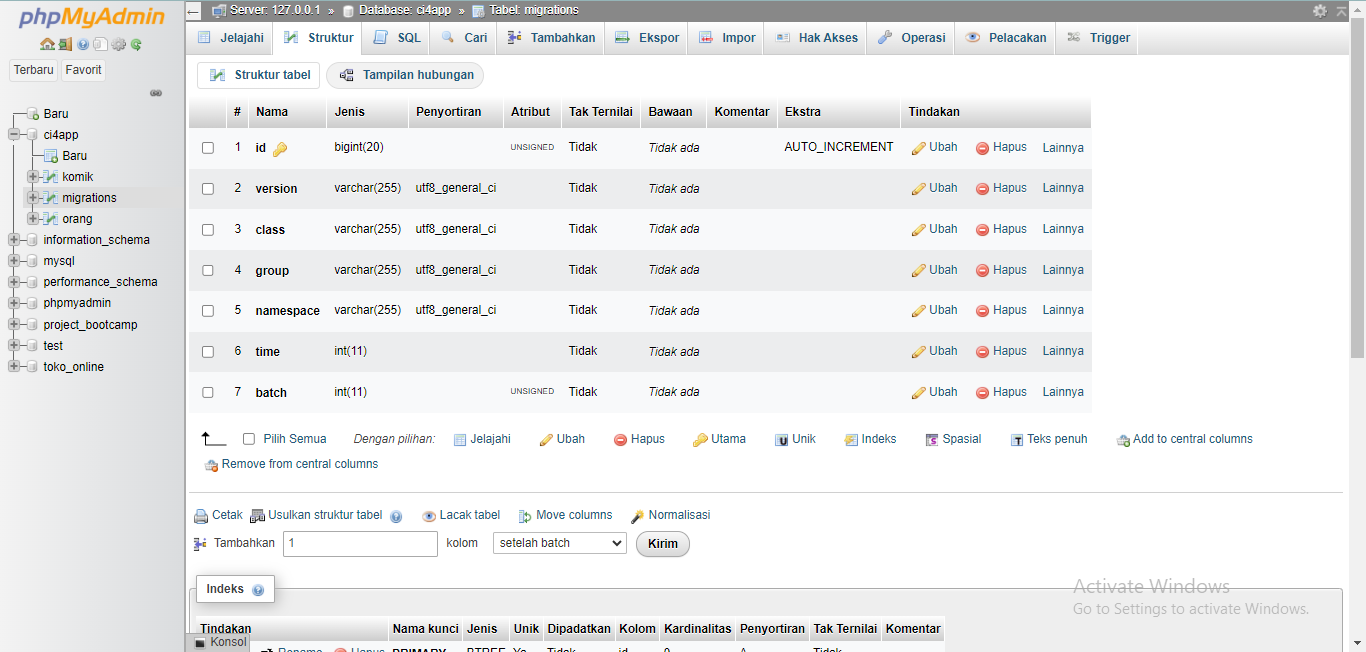 phpMyAdmin
Terbaru Favorit
Baru
ci4app
Baru
komik
migrations
orang
information_schema
mysql
performance_schema
phpmyadmin
project_bootcamp
test
toko_online
Server: 127.0.0.1 » Database: ci4app » Tabel: migrations
Jelajahi Struktur SQL Cari Tambahkan Ekspor Impor Hak Akses Operasi Pelacakan Trigger
Struktur tabel Tampilan hubungan
# Nama Jenis Penyortiran Atribut Tak Ternilai Bawaan Komentar Ekstra Tindakan
1 id bigint(20) UNSIGNED Tidak Tidak ada AUTO_INCREMENT Ubah Hapus Lainnya
2 version varchar(255) utf8_general_ci Tidak Tidak ada Ubah Hapus Lainnya
3 class varchar(255) utf8_general_ci Tidak Tidak ada Ubah Hapus Lainnya
4 group varchar(255) utf8_general_ci Tidak Tidak ada Ubah Hapus Lainnya
5 namespace varchar(255) utf8_general_ci Tidak Tidak ada Ubah Hapus Lainnya
6 time int(11) Tidak Tidak ada Ubah Hapus Lainnya
7 batch int(11) UNSIGNED Tidak Tidak ada Ubah Hapus Lainnya
Pilih Semua Dengan pilihan: Jelajahi Ubah Hapus Utama Unik Indeks Spasial Teks penuh Add to central columns
Remove from central columns
Cetak Usulkan struktur tabel Lacak tabel Move columns Normalisasi
Tambahkan 1 kolom setelah batch Kirim
Indeks
Activate Windows
Go to Settings to activate Windows.
Tindakan Nama kunci Jenis Unik Dipadatkan Kolom Kardinalitas Penyortiran Tak Ternilai Komentar
Konsol
Rename Hapus PRIMARY BTREE Ya Tidak id 0 A Tidak